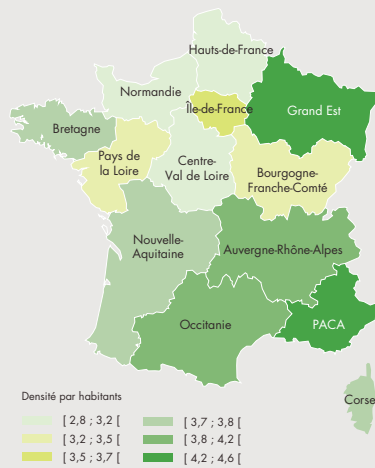 Hauts-de-France
Normandie
Île-de-France
Grand Est
Bretagne
Pays de
la Loire
Centre-
Val de Loire
Bourgogne-
Franche-Comté
Nouvelle-
Aquitaine
Auvergne-Rhône-Alpes
Occitanie
PACA
Corse
Densité par habitants
[ 2,8 ; 3,2 [
[ 3,2 ; 3,5 [
[ 3,5 ; 3,7 [
[ 3,7 ; 3,8 [
[ 3,8 ; 4,2 [
[ 4,2 ; 4,6 [